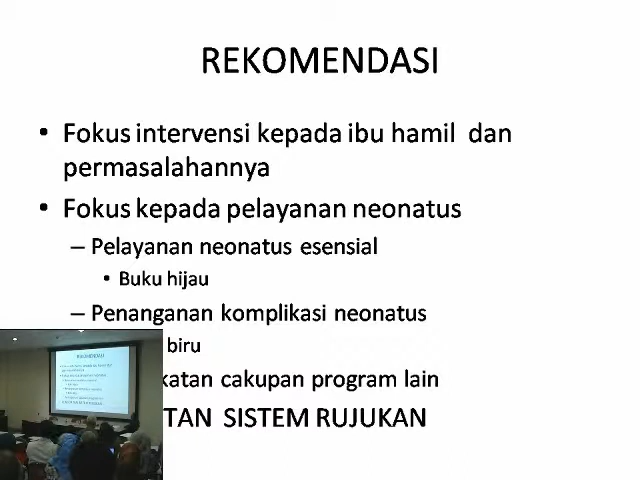 REKOMENDASI
• Fokus intervensi kepada ibu hamil dan
permasalahannya
• Fokus kepada pelayanan neonatus
– Pelayanan neonatus esensial
• Buku hijau
– Penanganan komplikasi neonatus
biru
katan cakupan program lain
TAN SISTEM RUJUKAN
REKOMENDASI